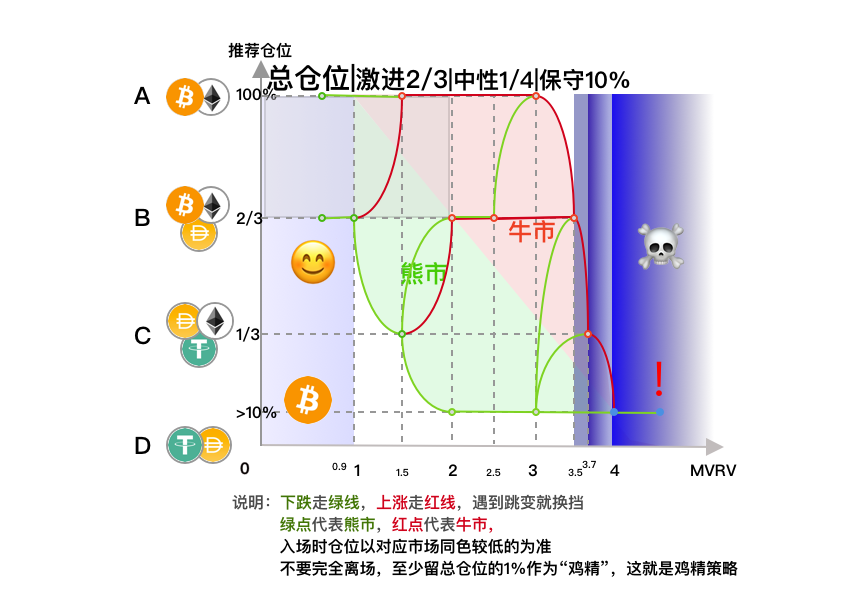 推荐仓位
总仓位|激进2/3|中性1/4|保守10%
A
100%
B
2/3
牛市
熊市
C
1/3
>10%
D
0
0.9
1
1.5
2
2.5
3
3.5
3.7
4
MVRV
说明：下跌走绿线，上涨走红线，遇到跳变就换挡
绿点代表熊市，红点代表牛市，
入场时仓位以对应市场同色较低的为准
不要完全离场，至少留总仓位的1%作为“鸡精”，这就是鸡精策略